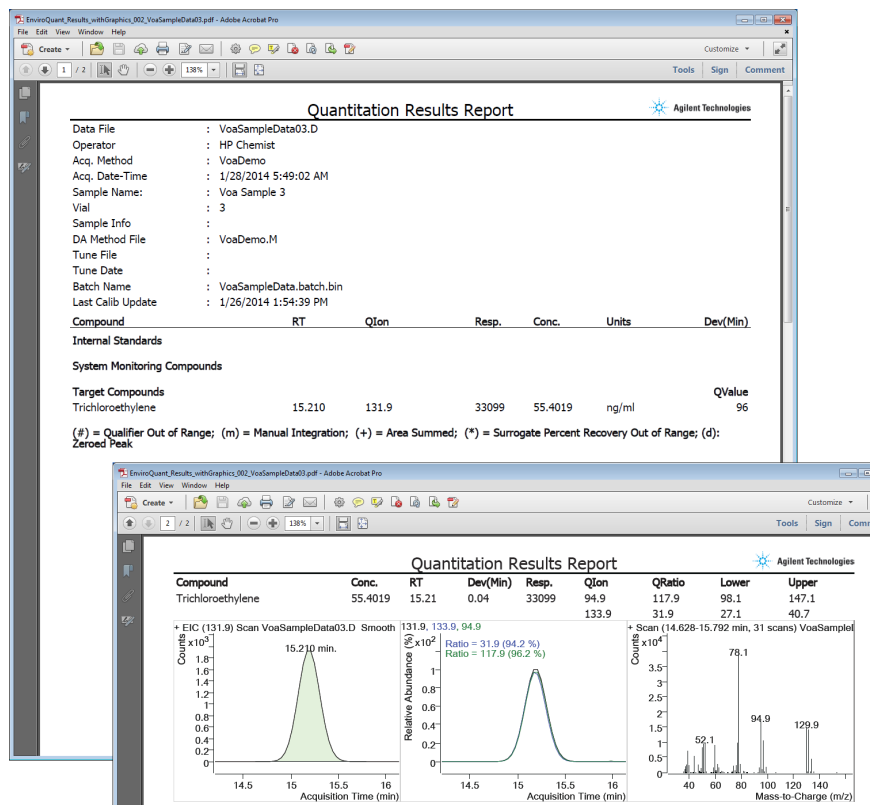 EnviroQuant_Results_withGraphics_002_VoaSampleData03.pdf - Adobe Acrobat Pro
File Edit View Window Help
Create Customize
1 / 2 138% Tools Sign Comment
Quantitation Results Report Agilent Technologies
Data File : VoaSampleData03.D
Operator : HP Chemist
Acq. Method : VoaDemo
Acq. Date-Time : 1/28/2014 5:49:02 AM
Sample Name: : Voa Sample 3
Vial : 3
Sample Info :
DA Method File : VoaDemo.M
Tune File :
Tune Date :
Batch Name : VoaSampleData.batch.bin
Last Calib Update : 1/26/2014 1:54:39 PM
Compound RT QIon Resp. Conc. Units Dev(Min)
Internal Standards
System Monitoring Compounds
Target Compounds QValue
Trichloroethylene 15.210 131.9 33099 55.4019 ng/ml 96
(#) = Qualifier Out of Range; (m) = Manual Integration; (+) = Area Summed; (*) = Surrogate Percent Recovery Out of Range; (d):
Zeroed Peak
EnviroQuant_Results_withGraphics_002_VoaSampleData03.pdf - Adobe Acrobat Pro
File Edit View Window Help
Create Customize
2 / 2 138% Tools Sign Comm
Quantitation Results Report Agilent Technologies
Compound Conc. RT Dev(Min) Resp. QIon QRatio Lower Upper
Trichloroethylene 55.4019 15.21 0.04 33099 94.9 117.9 98.1 147.1
133.9 31.9 27.1 40.7
+ EIC (131.9) Scan VoaSampleData03.D Smooth
Counts
x10³
15.210 min.
1.8
1.6
1.4
1.2
1
0.8
0.6
0.4
0.2
0
14.5 15 15.5 16
Acquisition Time (min)
131.9, 133.9, 94.9
Relative Abundance (%)
x10²
Ratio = 31.9 (94.2 %)
Ratio = 117.9 (96.2 %)
1
0.8
0.6
0.4
0.2
0
14.5 15 15.5 16
Acquisition Time (min)
+ Scan (14.628-15.792 min, 31 scans) VoaSampleI
Counts
x10⁴
78.1
3.5
3
2.5
2
1.5
1
0.5
0
52.1
94.9
129.9
40 60 80 100 120 140
Mass-to-Charge (m/z)